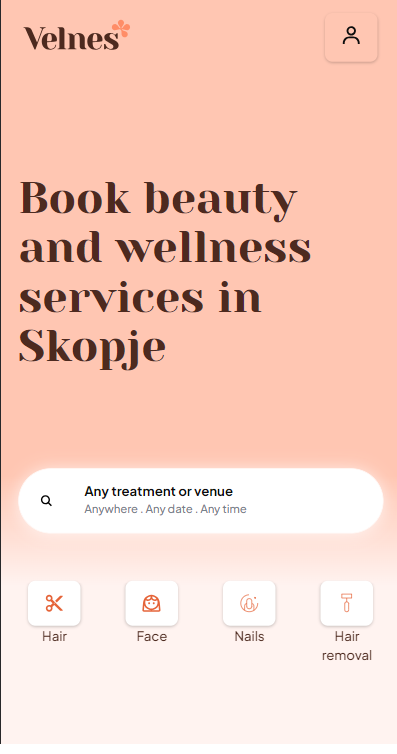 Velnes
Book beauty
and wellness
services in
Skopje
Any treatment or venue
Anywhere . Any date . Any time
Hair
Face
Nails
Hair
removal